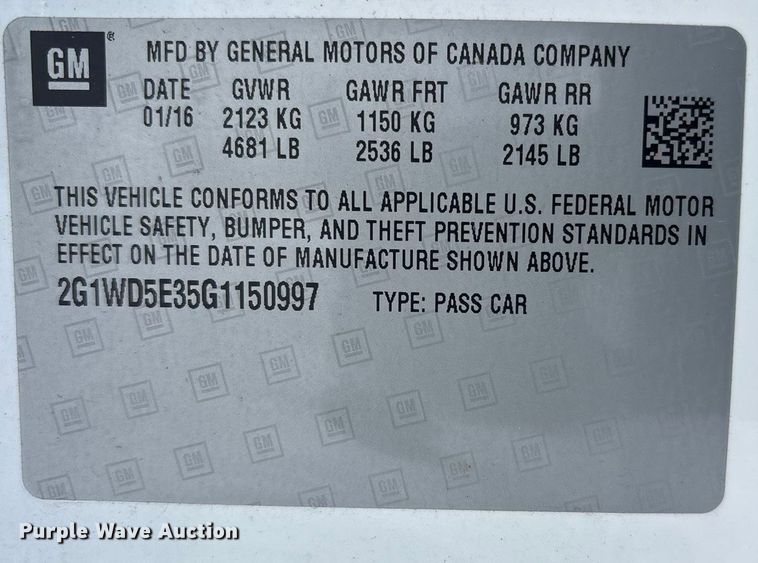 GM ® MFD BY GENERAL MOTORS OF CANADA COMPANY
DATE GVWR GAWR FRT GAWR RR
01/16 2123 KG 1150 KG 973 KG
4681 LB 2536 LB 2145 LB
THIS VEHICLE CONFORMS TO ALL APPLICABLE U.S. FEDERAL MOTOR
VEHICLE SAFETY, BUMPER, AND THEFT PREVENTION STANDARDS IN
EFFECT ON THE DATE OF MANUFACTURE SHOWN ABOVE.
2G1WD5E35G1150997 TYPE: PASS CAR
Purple Wave Auction